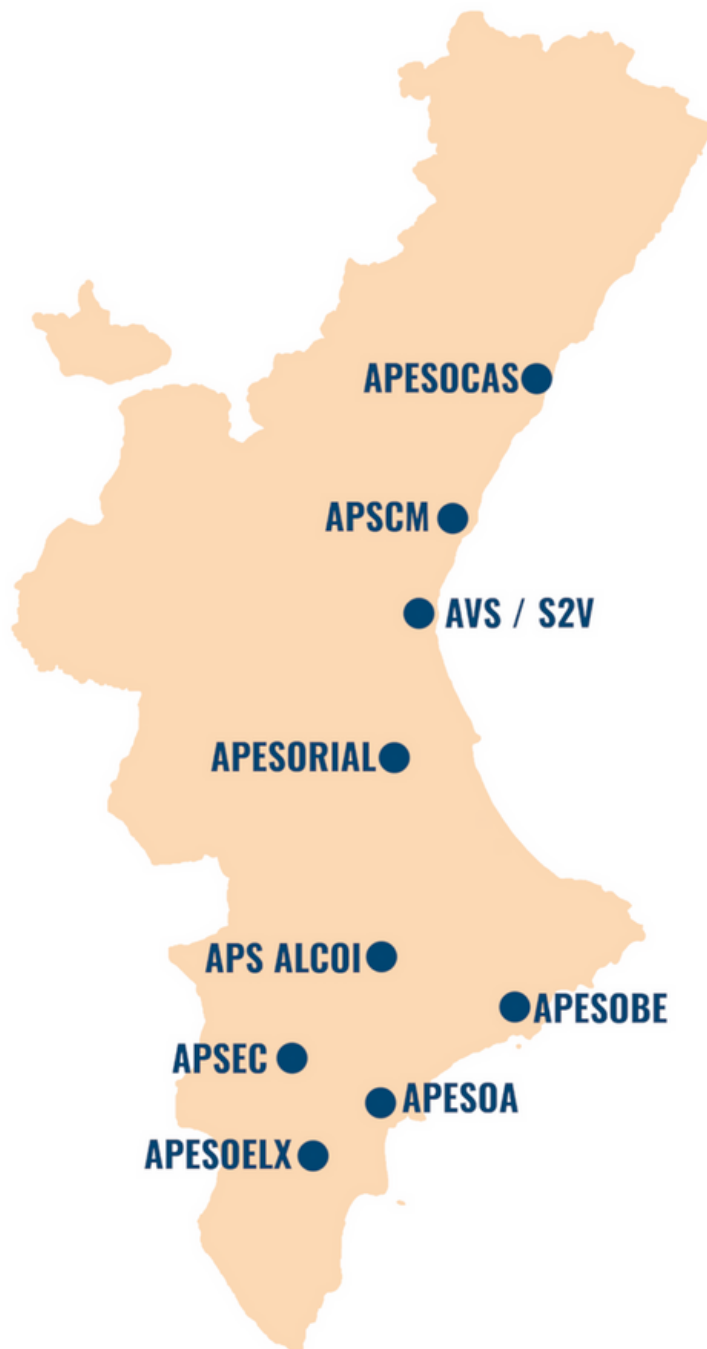 APESOCAS
APSCM
AVS / S2V
APESORIAL
APS ALCOI
APESOBE
APSEC
APESOA
APESOELX